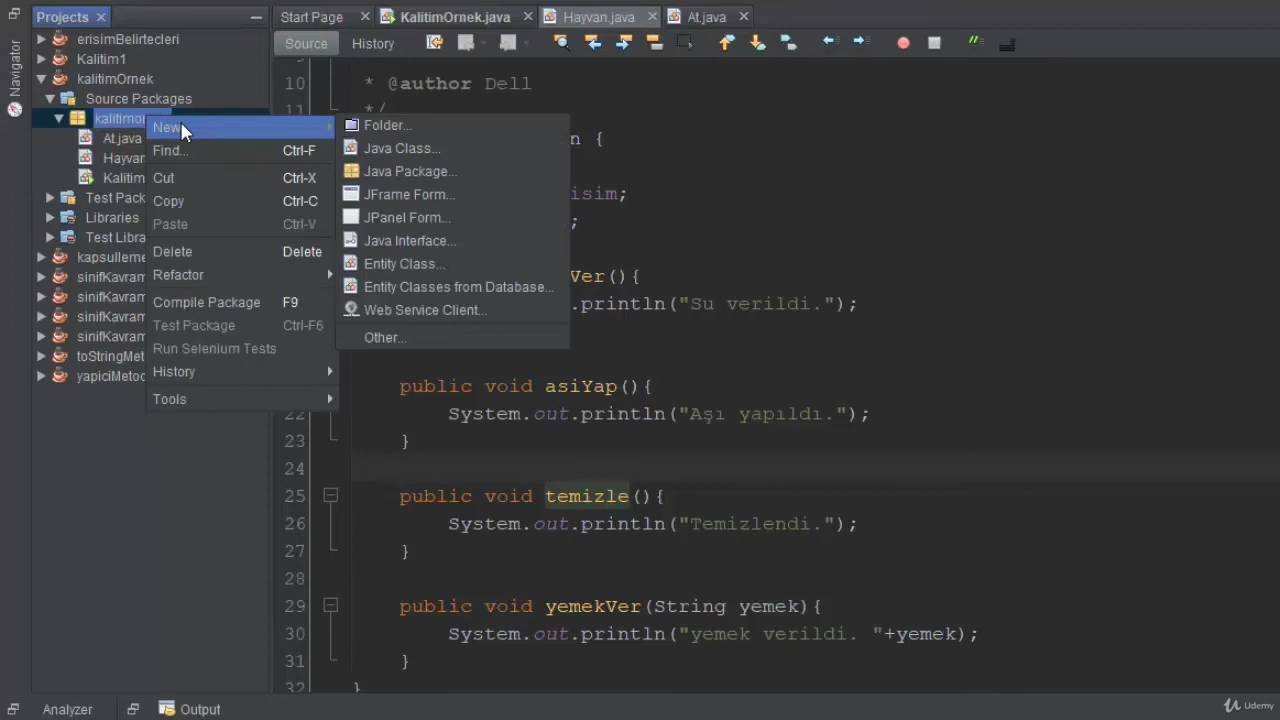 Projects
Start Page
KalitimOrnek.java
Hayvan.java
At.java
Navigator
Source
History
erisimBelirtecleri
Kalitim1
kalitimOrnek
Source Packages
At.java
Test Pack
Libraries
Test Libra
New
Find... Ctrl-F
Cut Ctrl-X
Copy Ctrl-C
Paste Ctrl-V
Delete Delete
Refactor
Compile Package F9
Test Package Ctrl-F6
Run Selenium Tests
History
Tools
Folder...
Java Class...
Java Package...
JFrame Form...
JPanel Form...
Java Interface...
Entity Class...
Entity Classes from Database...
Web Service Client...
Other...
10 * @author Dell
11 */
n {
isim;
;
Ver(){
.println("Su verildi.");
public void asiYap(){
22 System.out.println("Aşı yapıldı.");
23 }
24
25 public void temizle(){
26 System.out.println("Temizlendi.");
27 }
28
29 public void yemekVer(String yemek){
30 System.out.println("yemek verildi. "+yemek);
31 }
32 }
Analyzer
Output
Udemy